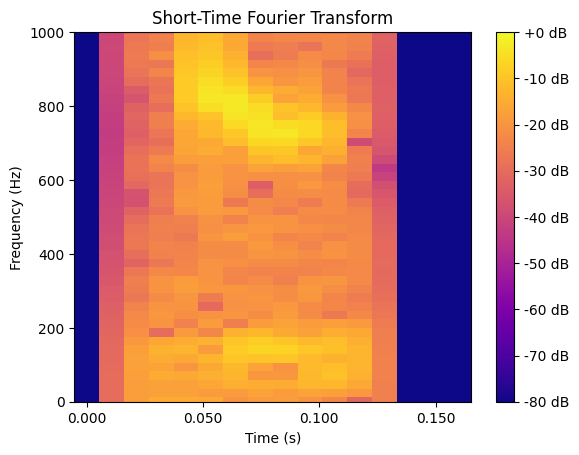 Short-Time Fourier Transform
1000
800
600
400
200
0
Frequency (Hz)
0.000
0.050
0.100
0.150
Time (s)
+0 dB
-10 dB
-20 dB
-30 dB
-40 dB
-50 dB
-60 dB
-70 dB
-80 dB